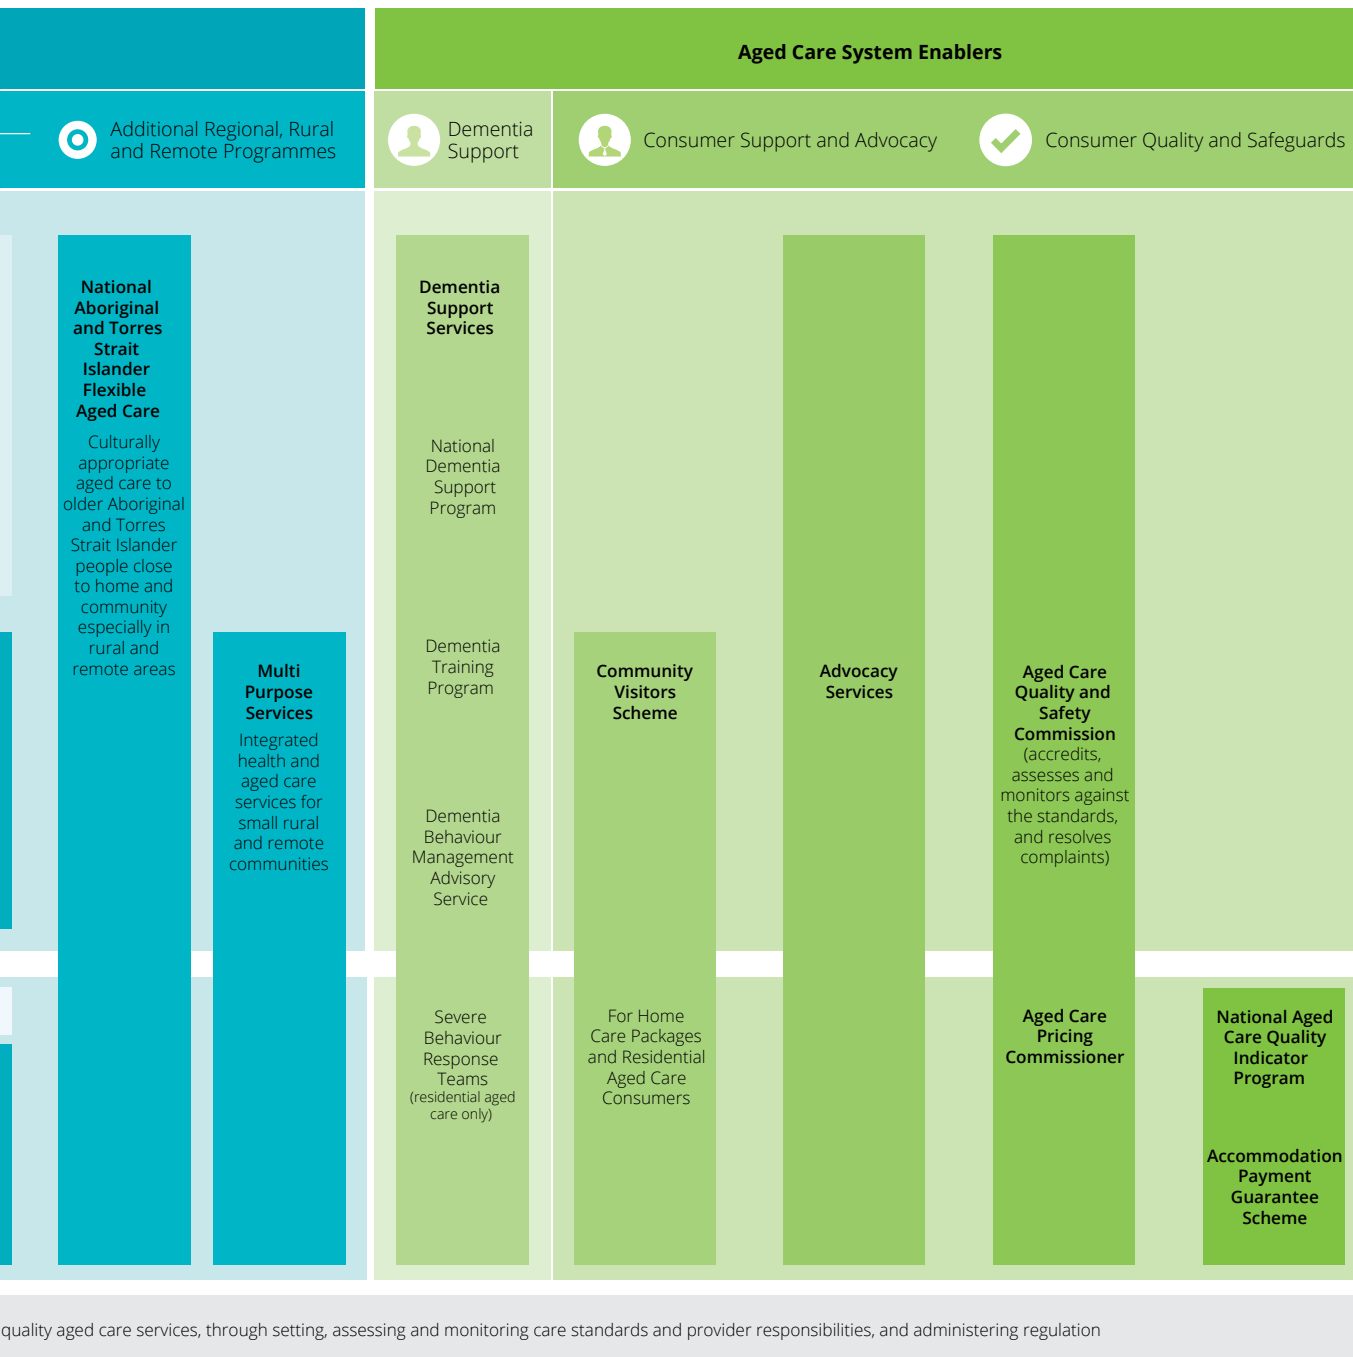 Aged Care System Enablers
Additional Regional, Rural
and Remote Programmes
Dementia
Support
Consumer Support and Advocacy
Consumer Quality and Safeguards
National
Aboriginal
and Torres
Strait
Islander
Flexible
Aged Care
Culturally
appropriate
aged care to
older Aboriginal
and Torres
Strait Islander
people close
to home and
community
especially in
rural and
remote areas
Multi
Purpose
Services
Integrated
health and
aged care
services for
small rural
and remote
communities
Dementia
Support
Services
National
Dementia
Support
Program
Dementia
Training
Program
Dementia
Behaviour
Management
Advisory
Service
Severe
Behaviour
Response
Teams
(residential aged
care only)
Community
Visitors
Scheme
For Home
Care Packages
and Residential
Aged Care
Consumers
Advocacy
Services
Aged Care
Quality and
Safety
Commission
(accredits,
assesses and
monitors against
the standards,
and resolves
complaints)
Aged Care
Pricing
Commissioner
National Aged
Care Quality
Indicator
Program
Accommodation
Payment
Guarantee
Scheme
quality aged care services, through setting, assessing and monitoring care standards and provider responsibilities, and administering regulation